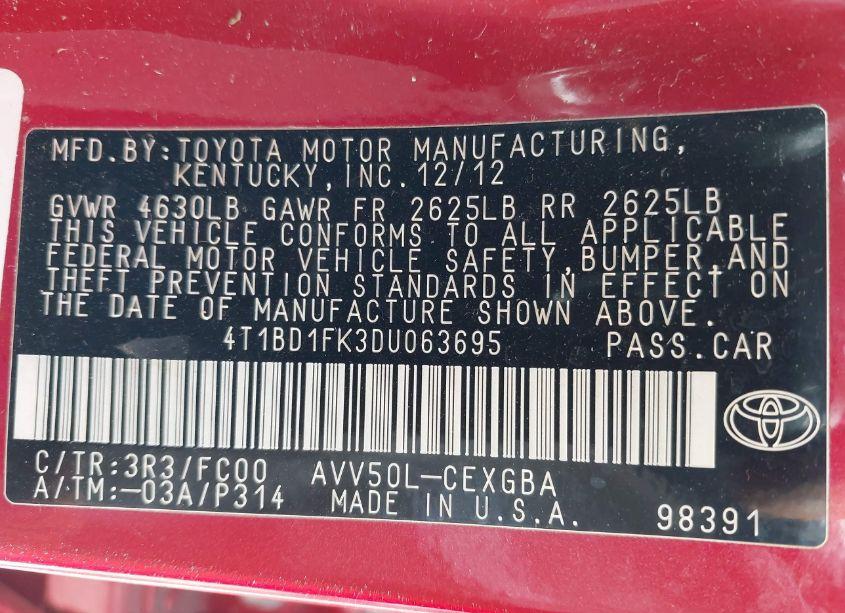 MFD.BY:TOYOTA MOTOR MANUFACTURING,
KENTUCKY,INC.12/12
GVWR 4630LB GAWR FR 2625LB RR 2625LB
THIS VEHICLE CONFORMS TO ALL APPLICABLE
FEDERAL MOTOR VEHICLE SAFETY,BUMPER,AND
THEFT PREVENTION STANDARDS IN EFFECT ON
THE DATE OF MANUFACTURE SHOWN ABOVE.
4T1BD1FK3DU063695 PASS.CAR
C/TR:3R3/FC00 AVV50L-CEXGBA
A/TM:-03A/P314 MADE IN U.S.A. 98391